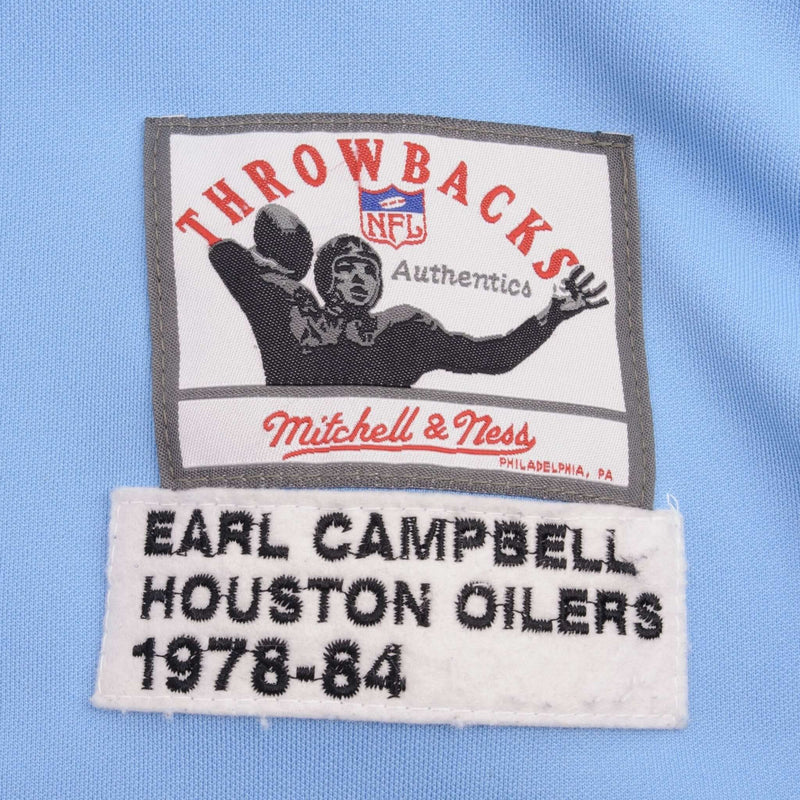 THROWBACKS
NFL
Authentics
Mitchell & Ness
PHILADELPHIA, PA
EARL CAMPBELL
HOUSTON OILERS
1978-84